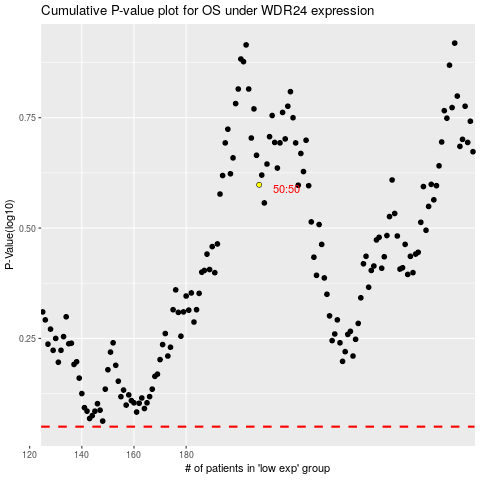 Cumulative P-value plot for OS under WDR24 expression
P-Value(log10)
0.75
0.50
0.25
50:50
120 140 160 180
# of patients in 'low exp' group